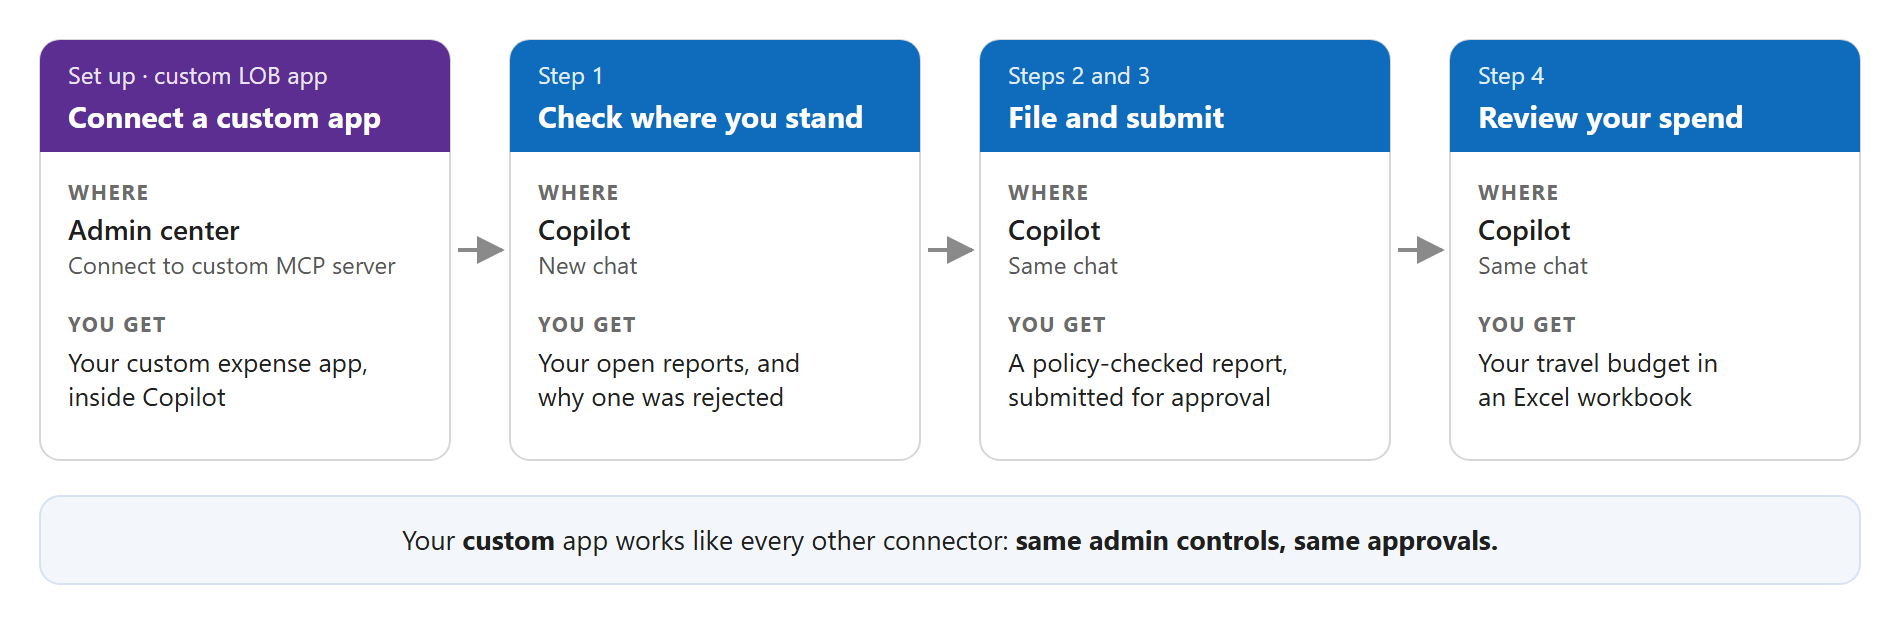 Set up · custom LOB app
Connect a custom app
WHERE
Admin center
Connect to custom MCP server
YOU GET
Your custom expense app,
inside Copilot
Step 1
Check where you stand
WHERE
Copilot
New chat
YOU GET
Your open reports, and
why one was rejected
Steps 2 and 3
File and submit
WHERE
Copilot
Same chat
YOU GET
A policy-checked report,
submitted for approval
Step 4
Review your spend
WHERE
Copilot
Same chat
YOU GET
Your travel budget in
an Excel workbook
Your custom app works like every other connector: same admin controls, same approvals.